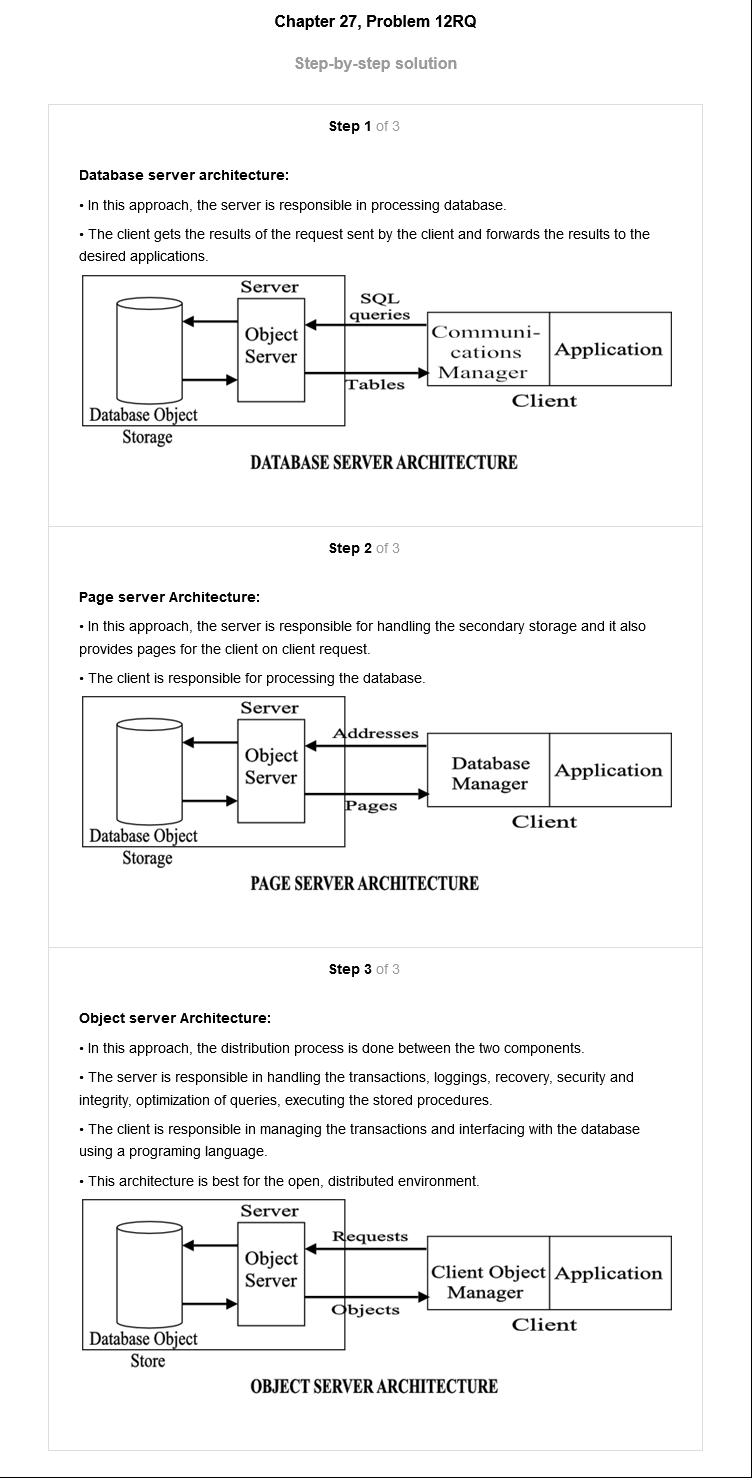 Chapter 27, Problem 12RQ
Step-by-step solution
Step 1 of 3
Database server architecture:
• In this approach, the server is responsible in processing database.
• The client gets the results of the request sent by the client and forwards the results to the
desired applications.
Server
SQL
queries
Object
Server
Communi-
cations
Manager
Application
Tables
Client
Database Object
Storage
DATABASE SERVER ARCHITECTURE
Step 2 of 3
Page server Architecture:
• In this approach, the server is responsible for handling the secondary storage and it also
provides pages for the client on client request.
• The client is responsible for processing the database.
Server
Addresses
Object
Server
Database
Manager
Application
Pages
Client
Database Object
Storage
PAGE SERVER ARCHITECTURE
Step 3 of 3
Object server Architecture:
• In this approach, the distribution process is done between the two components.
• The server is responsible in handling the transactions, loggings, recovery, security and
integrity, optimization of queries, executing the stored procedures.
• The client is responsible in managing the transactions and interfacing with the database
using a programing language.
• This architecture is best for the open, distributed environment.
Server
Requests
Object
Server
Client Object
Manager
Application
Objects
Client
Database Object
Store
OBJECT SERVER ARCHITECTURE